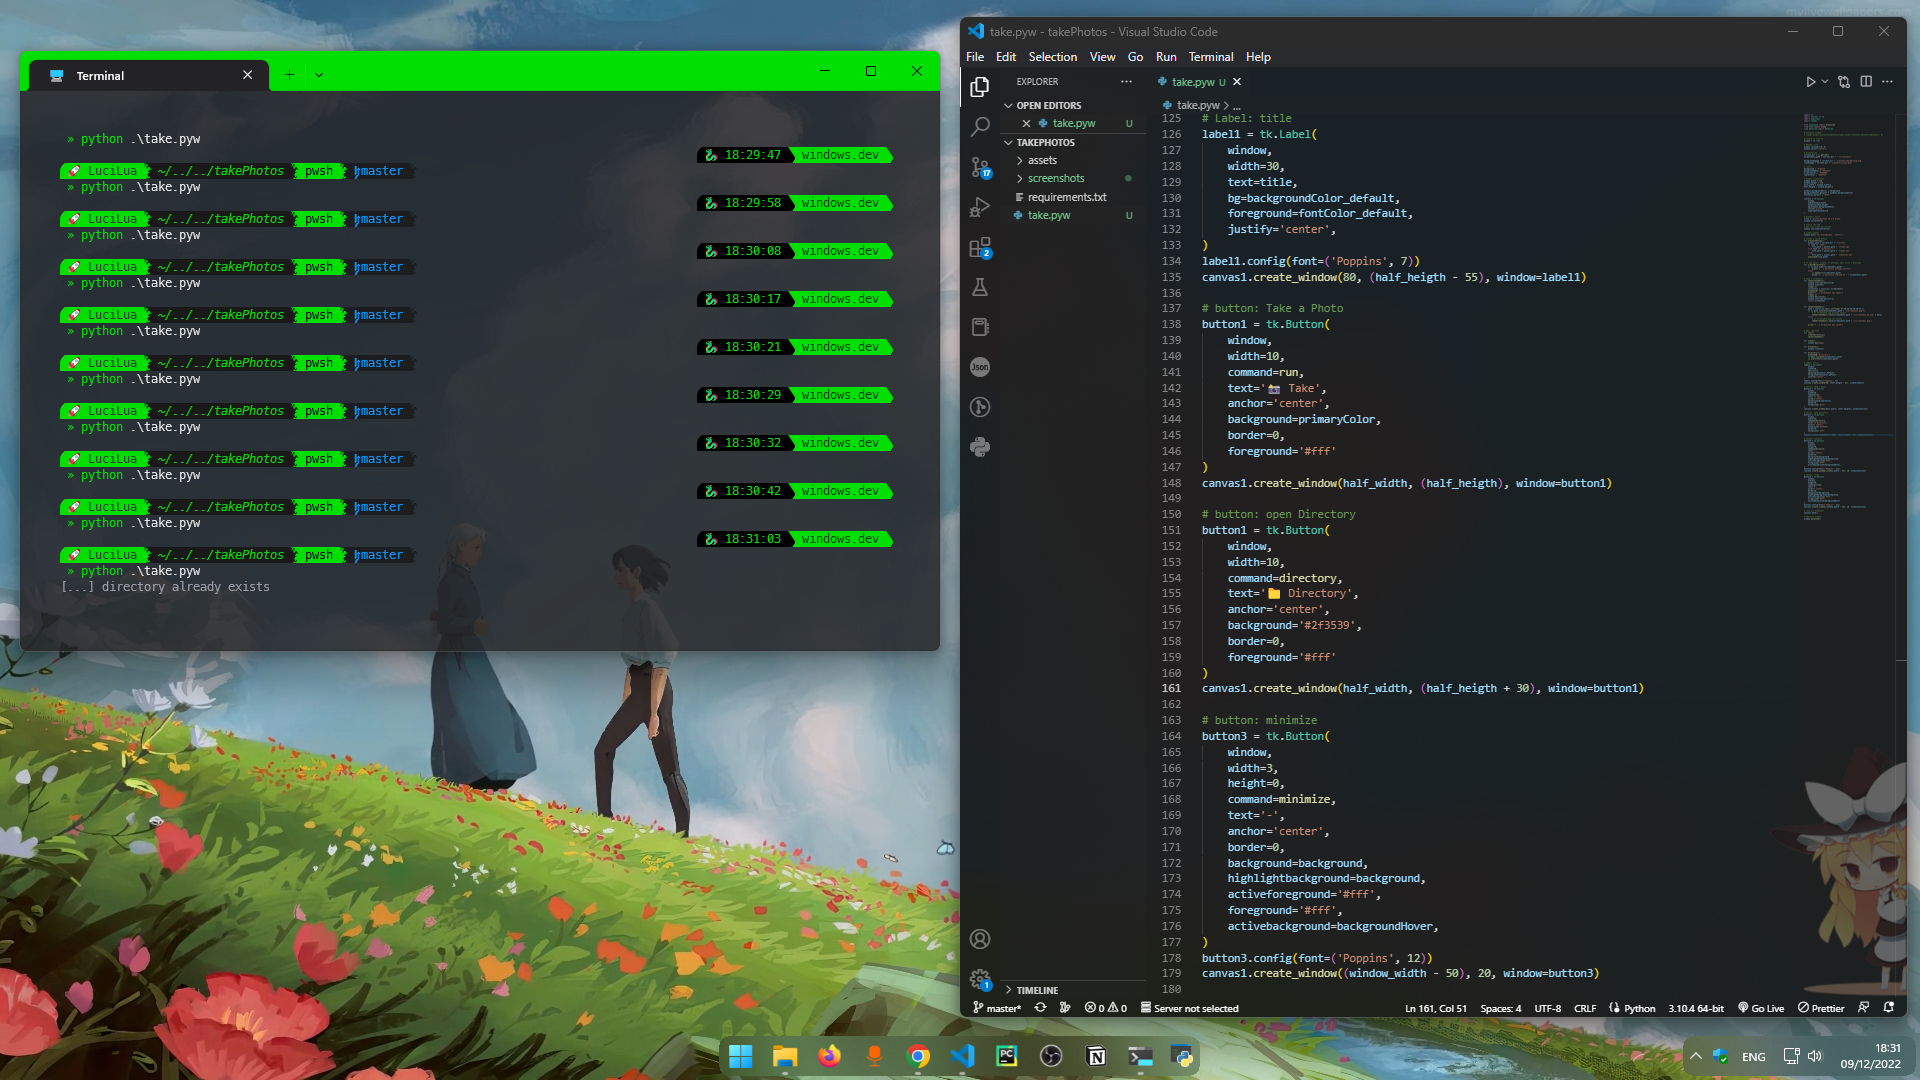 mylivewallpapers.com
Terminal
» python .\take.pyw
18:29:47 windows.dev
LuciLua ~/../../takePhotos pwsh master
» python .\take.pyw
18:29:58 windows.dev
LuciLua ~/../../takePhotos pwsh master
» python .\take.pyw
18:30:08 windows.dev
LuciLua ~/../../takePhotos pwsh master
» python .\take.pyw
18:30:17 windows.dev
LuciLua ~/../../takePhotos pwsh master
» python .\take.pyw
18:30:21 windows.dev
LuciLua ~/../../takePhotos pwsh master
» python .\take.pyw
18:30:29 windows.dev
LuciLua ~/../../takePhotos pwsh master
» python .\take.pyw
18:30:32 windows.dev
LuciLua ~/../../takePhotos pwsh master
» python .\take.pyw
18:30:42 windows.dev
LuciLua ~/../../takePhotos pwsh master
» python .\take.pyw
18:31:03 windows.dev
LuciLua ~/../../takePhotos pwsh master
» python .\take.pyw
[...] directory already exists
take.pyw - takePhotos - Visual Studio Code
File Edit Selection View Go Run Terminal Help
EXPLORER
OPEN EDITORS
take.pyw U
TAKEPHOTOS
assets
screenshots
requirements.txt
take.pyw U
17
2
Json
1
TIMELINE
take.pyw U
take.pyw > ...
125 # Label: title
126 label1 = tk.Label(
127 window,
128 width=30,
129 text=title,
130 bg=backgroundColor_default,
131 foreground=fontColor_default,
132 justify='center',
133 )
134 label1.config(font=('Poppins', 7))
135 canvas1.create_window(80, (half_heigth - 55), window=label1)
136
137 # button: Take a Photo
138 button1 = tk.Button(
139 window,
140 width=10,
141 command=run,
142 text='📷 Take',
143 anchor='center',
144 background=primaryColor,
145 border=0,
146 foreground='#fff'
147 )
148 canvas1.create_window(half_width, (half_heigth), window=button1)
149
150 # button: open Directory
151 button1 = tk.Button(
152 window,
153 width=10,
154 command=directory,
155 text='📁 Directory',
156 anchor='center',
157 background='#2f3539',
158 border=0,
159 foreground='#fff'
160 )
161 canvas1.create_window(half_width, (half_heigth + 30), window=button1)
162
163 # button: minimize
164 button3 = tk.Button(
165 window,
166 width=3,
167 height=0,
168 command=minimize,
169 text='-',
170 anchor='center',
171 border=0,
172 background=background,
173 highlightbackground=background,
174 activeforeground='#fff',
175 foreground='#fff',
176 activebackground=backgroundHover,
177 )
178 button3.config(font=('Poppins', 12))
179 canvas1.create_window((window_width - 50), 20, window=button3)
180
master* 0 0 Server not selected Ln 161, Col 51 Spaces: 4 UTF-8 CRLF Python 3.10.4 64-bit Go Live Prettier
PC
N
ENG
18:31
09/12/2022